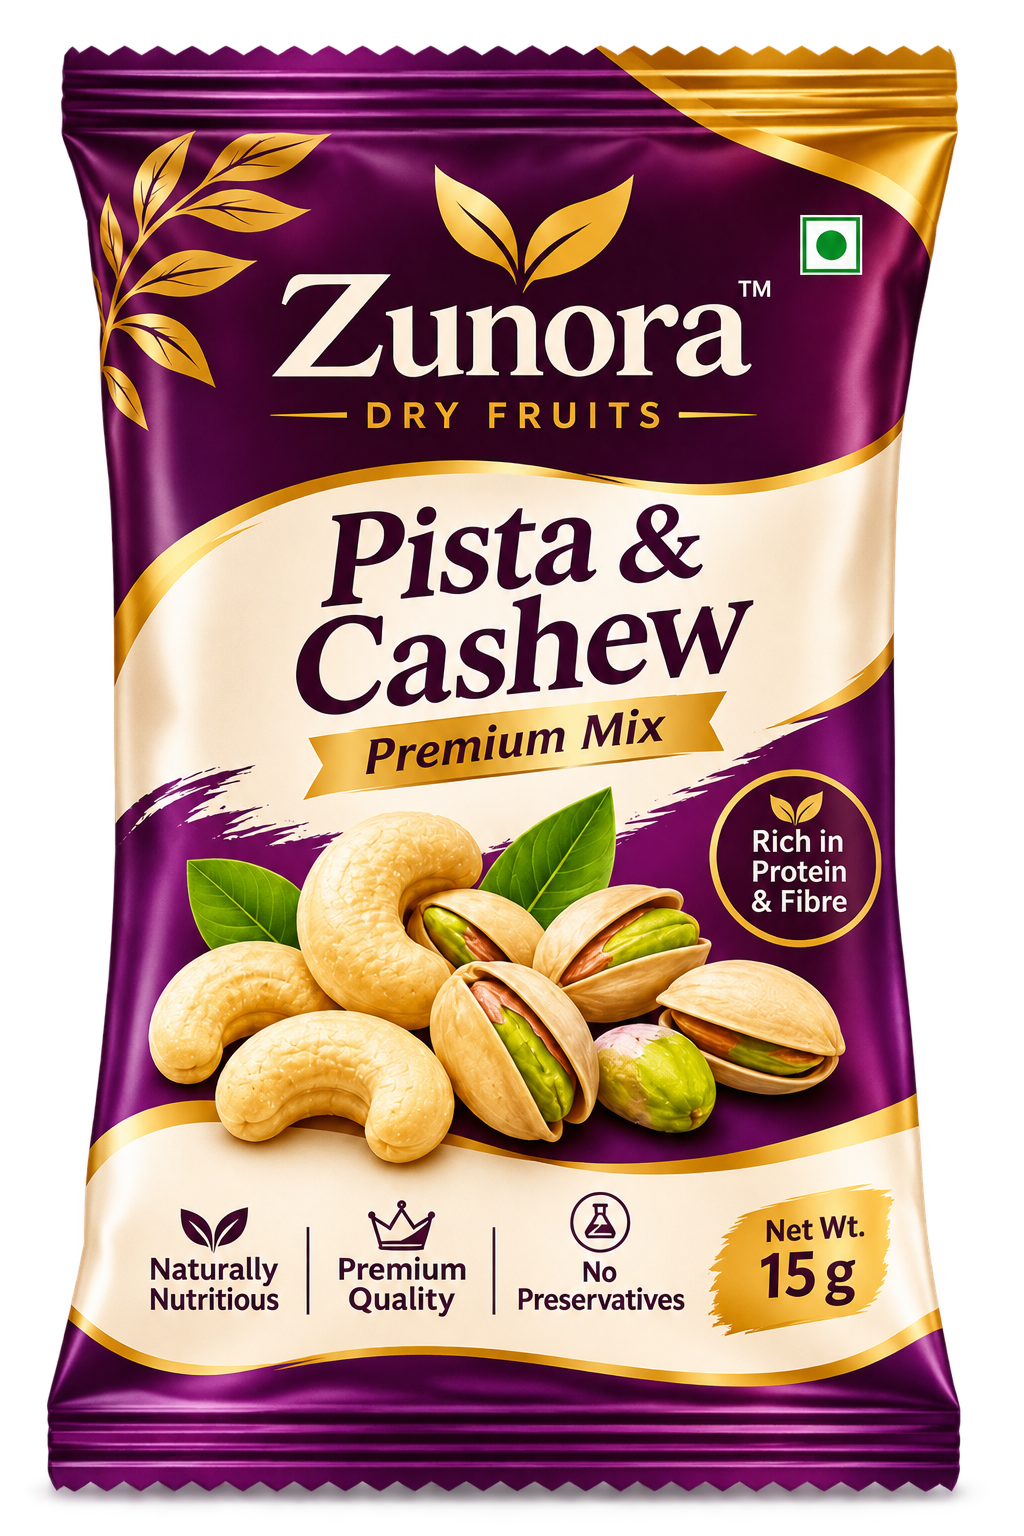 Zunora™
DRY FRUITS
Pista &
Cashew
Premium Mix
Rich in
Protein
& Fibre
Naturally
Nutritious
Premium
Quality
No
Preservatives
Net Wt.
15 g